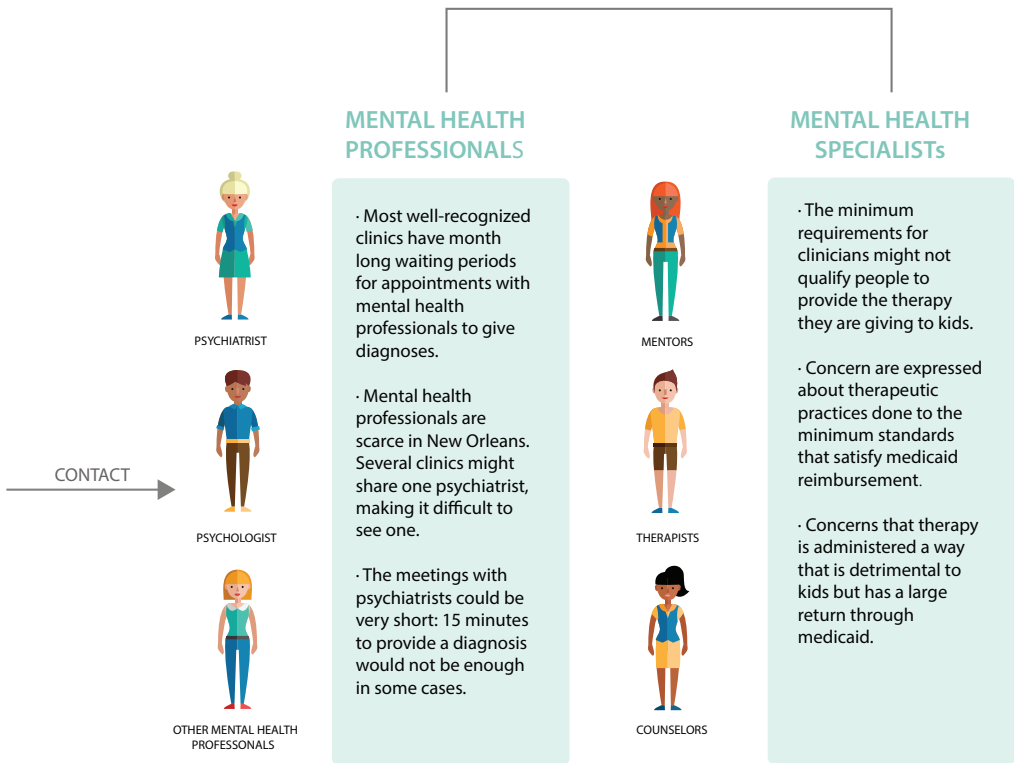 CONTACT
PSYCHIATRIST
PSYCHOLOGIST
OTHER MENTAL HEALTH
PROFESSONALS
MENTAL HEALTH
PROFESSIONALS
· Most well-recognized
clinics have month
long waiting periods
for appointments with
mental health
professionals to give
diagnoses.
· Mental health
professionals are
scarce in New Orleans.
Several clinics might
share one psychiatrist,
making it difficult to
see one.
· The meetings with
psychiatrists could be
very short: 15 minutes
to provide a diagnosis
would not be enough
in some cases.
MENTORS
THERAPISTS
COUNSELORS
MENTAL HEALTH
SPECIALISTs
· The minimum
requirements for
clinicians might not
qualify people to
provide the therapy
they are giving to kids.
· Concern are expressed
about therapeutic
practices done to the
minimum standards
that satisfy medicaid
reimbursement.
· Concerns that therapy
is administered a way
that is detrimental to
kids but has a large
return through
medicaid.